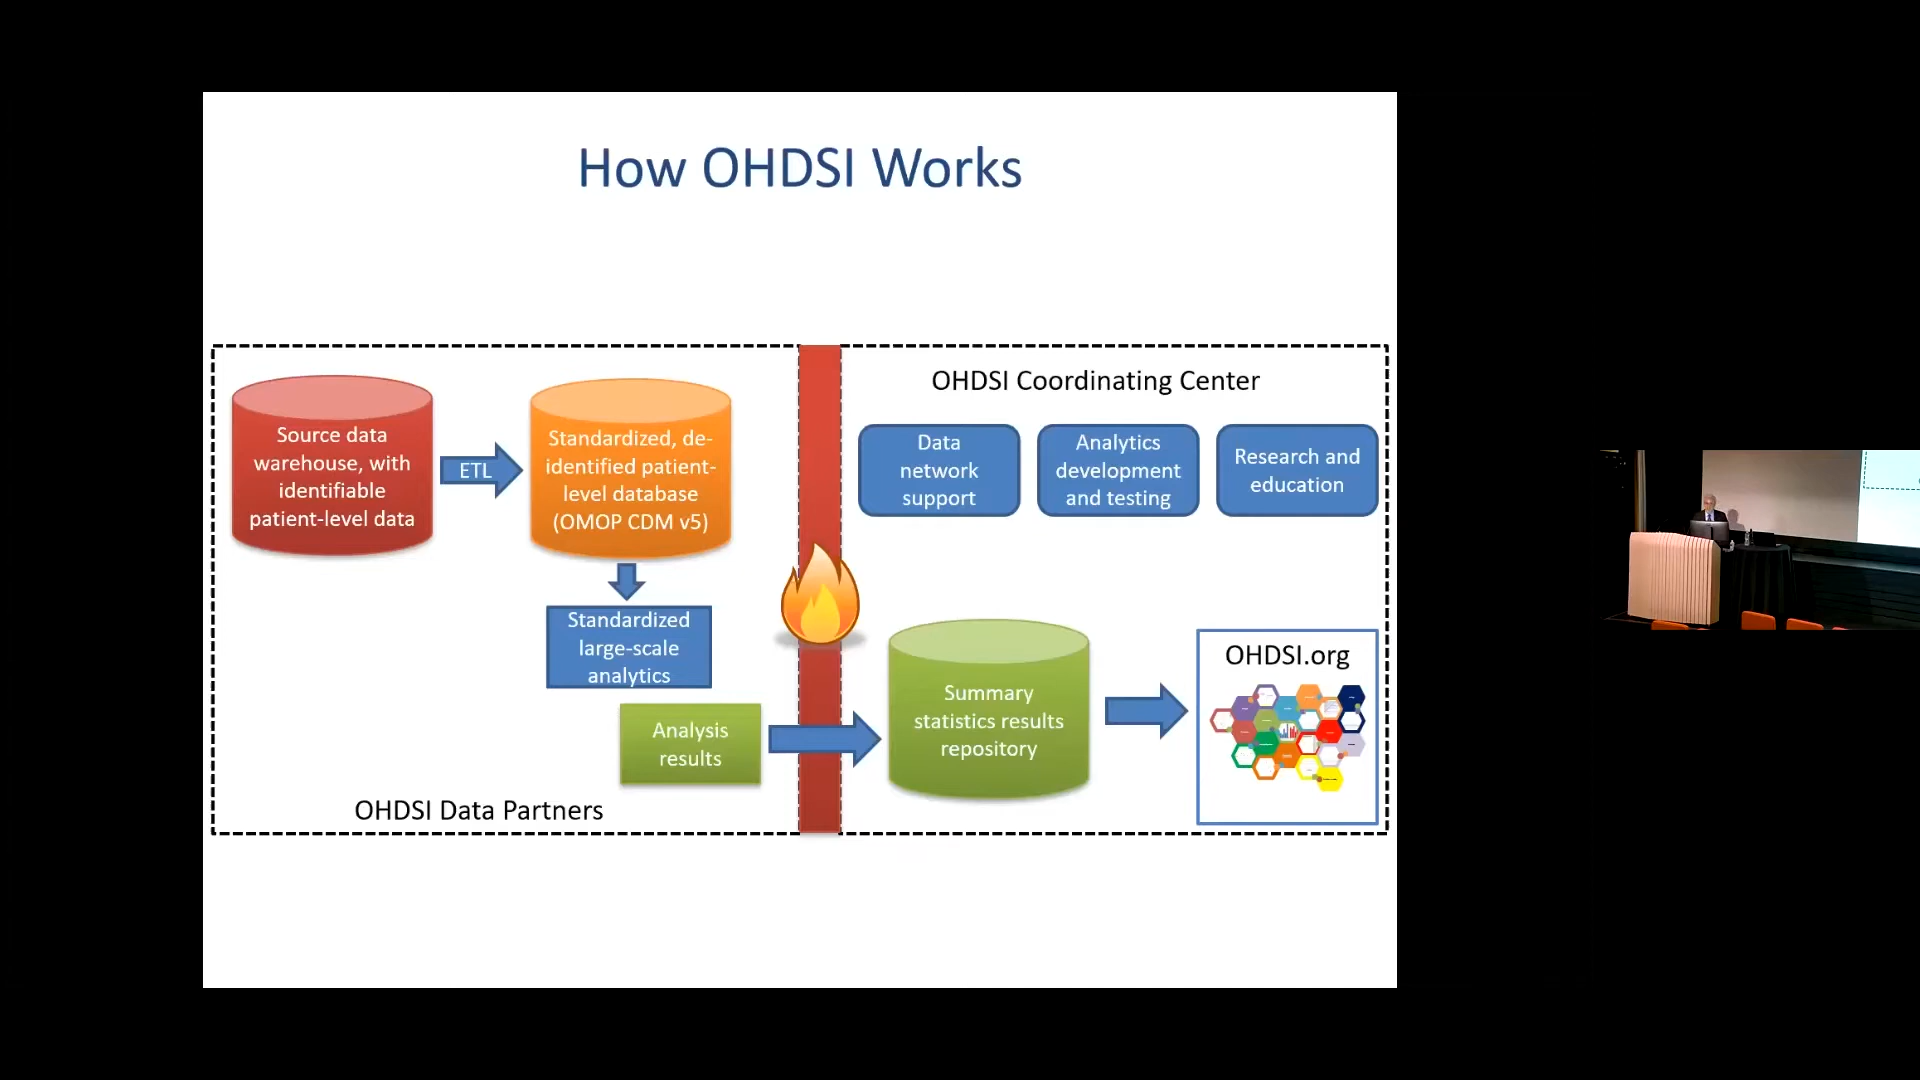 How OHDSI Works
Source data
warehouse, with
identifiable
patient-level data
ETL
Standardized, de-
identified patient-
level database
(OMOP CDM v5)
Standardized
large-scale
analytics
Analysis
results
OHDSI Data Partners
OHDSI Coordinating Center
Data
network
support
Analytics
development
and testing
Research and
education
Summary
statistics results
repository
OHDSI.org